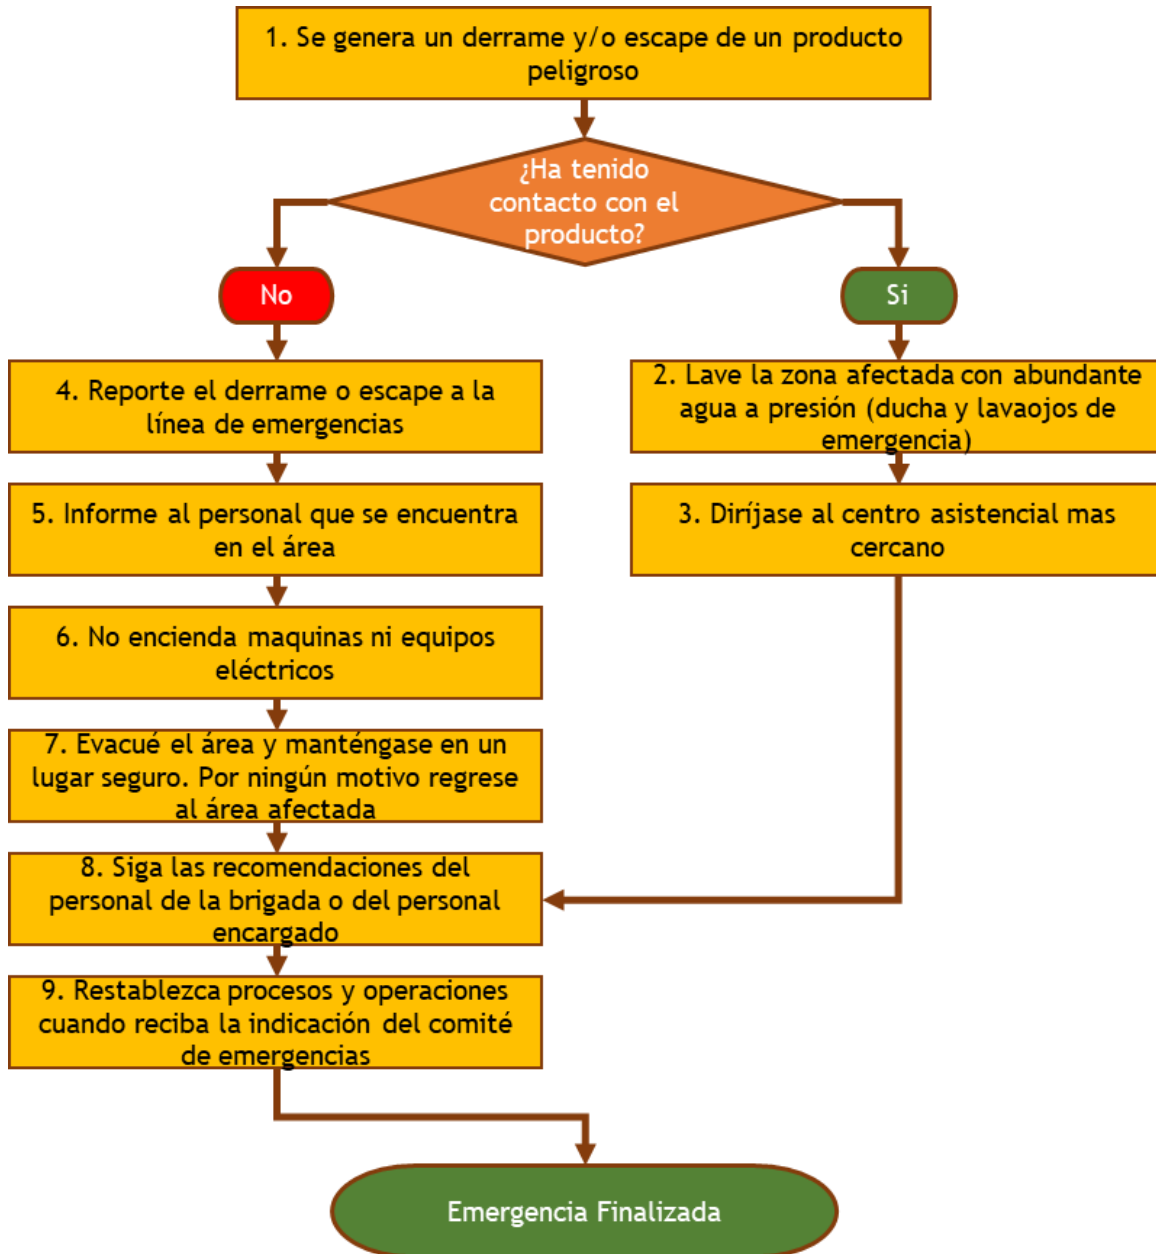 1. Se genera un derrame y/o escape de un producto
peligroso
¿Ha tenido
contacto con el
producto?
No
Si
4. Reporte el derrame o escape a la
línea de emergencias
5. Informe al personal que se encuentra
en el área
6. No encienda maquinas ni equipos
eléctricos
7. Evacué el área y manténgase en un
lugar seguro. Por ningún motivo regrese
al área afectada
2. Lave la zona afectada con abundante
agua a presión (ducha y lavaojos de
emergencia)
3. Diríjase al centro asistencial mas
cercano
8. Siga las recomendaciones del
personal de la brigada o del personal
encargado
9. Restablezca procesos y operaciones
cuando reciba la indicación del comité
de emergencias
Emergencia Finalizada